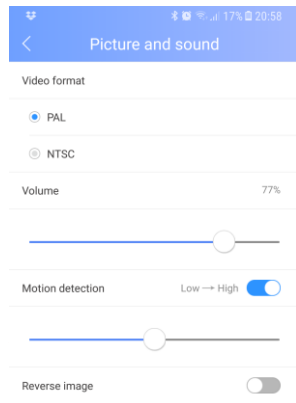 17% 20:58
Picture and sound
Video format
PAL
NTSC
Volume 77%
Motion detection Low → High
Reverse image